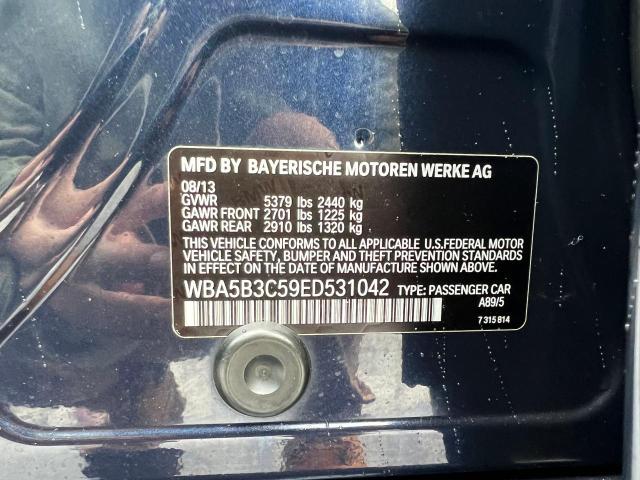 MFD BY BAYERISCHE MOTOREN WERKE AG
08/13
GVWR 5379 lbs 2440 kg
GAWR FRONT 2701 lbs 1225 kg
GAWR REAR 2910 lbs 1320 kg
THIS VEHICLE CONFORMS TO ALL APPLICABLE U.S.FEDERAL MOTOR
VEHICLE SAFETY, BUMPER AND THEFT PREVENTION STANDARDS
IN EFFECT ON THE DATE OF MANUFACTURE SHOWN ABOVE.
WBA5B3C59ED531042 TYPE: PASSENGER CAR
A89/5
7 315 814